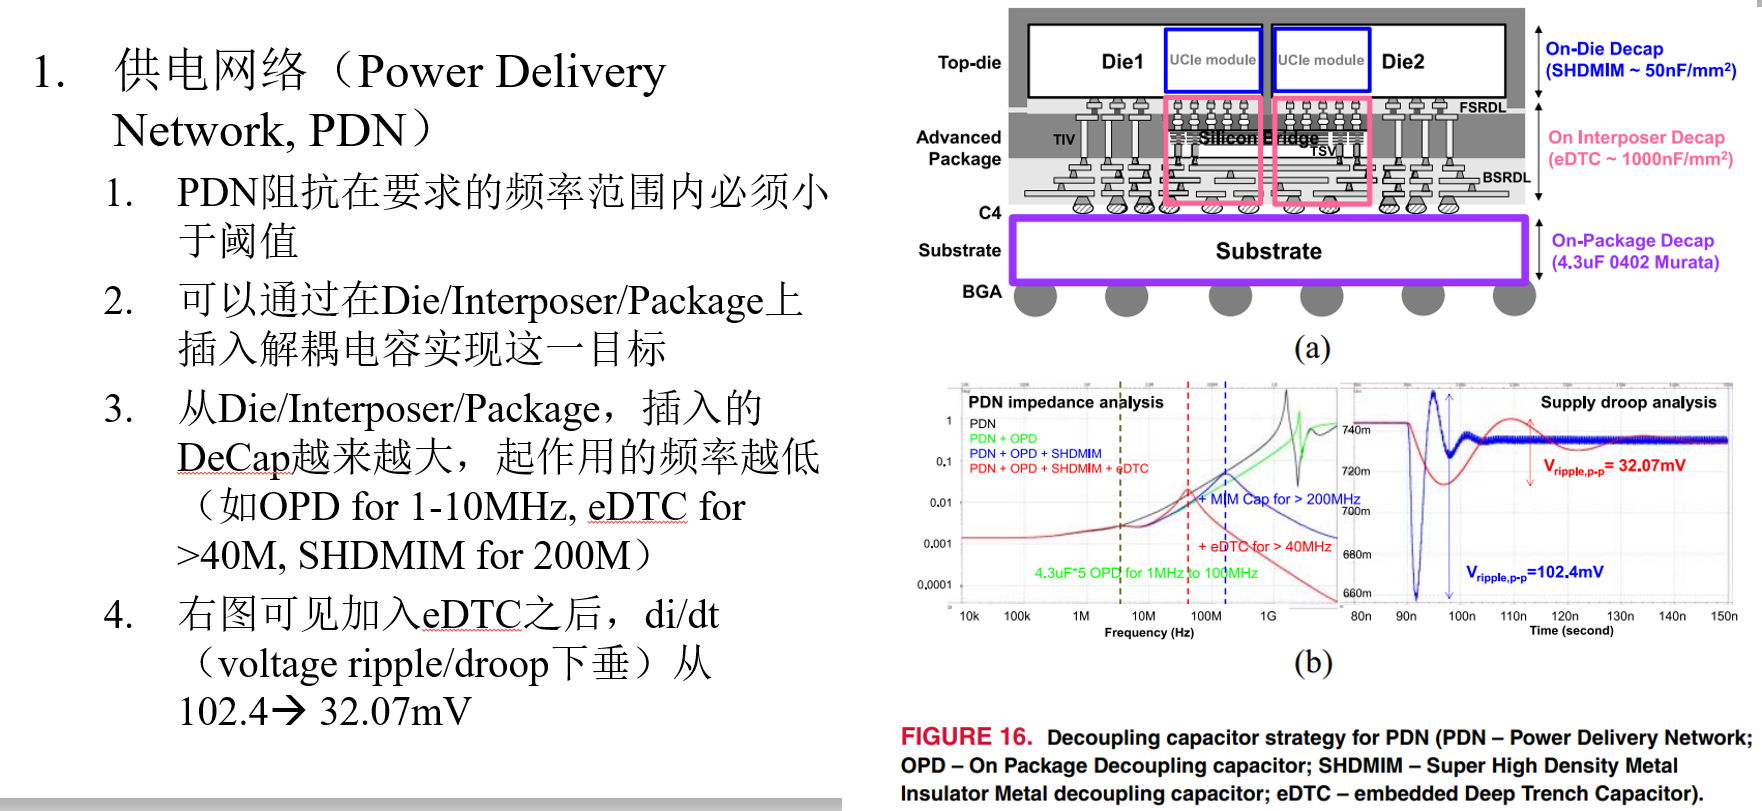 1. 供电网络（Power Delivery
Network, PDN）
1. PDN阻抗在要求的频率范围内必须小
于阈值
2. 可以通过在Die/Interposer/Package上
插入解耦电容实现这一目标
3. 从Die/Interposer/Package，插入的
DeCap越来越大，起作用的频率越低
（如OPD for 1-10MHz, eDTC for
>40M, SHDMIM for 200M）
4. 右图可见加入eDTC之后，di/dt
（voltage ripple/droop下垂）从
102.4→ 32.07mV
Top-die
Die1
UCIe module
UCIe module
Die2
On-Die Decap
(SHDMIM ~ 50nF/mm²)
FSRDL
Advanced
Package
TIV
Silicon Bridge
TSV
BSRDL
On Interposer Decap
(eDTC ~ 1000nF/mm²)
C4
Substrate
Substrate
On-Package Decap
(4.3uF 0402 Murata)
BGA
(a)
PDN impedance analysis
PDN
PDN + OPD
PDN + OPD + SHDMIM
PDN + OPD + SHDMIM + eDTC
+ MIM Cap for > 200MHz
+ eDTC for > 40MHz
4.3uF*5 OPD for 1MHz to 100MHz
1
0.1
0.01
0.001
0.0001
10k 100k 1M 10M 100M 1G
Frequency (Hz)
Supply droop analysis
740m
720m
700m
680m
660m
Vripple,p-p= 32.07mV
Vripple,p-p=102.4mV
80n 90n 100n 110n 120n 130n 140n 150n
Time (second)
(b)
FIGURE 16. Decoupling capacitor strategy for PDN (PDN – Power Delivery Network;
OPD – On Package Decoupling capacitor; SHDMIM – Super High Density Metal
Insulator Metal decoupling capacitor; eDTC – embedded Deep Trench Capacitor).